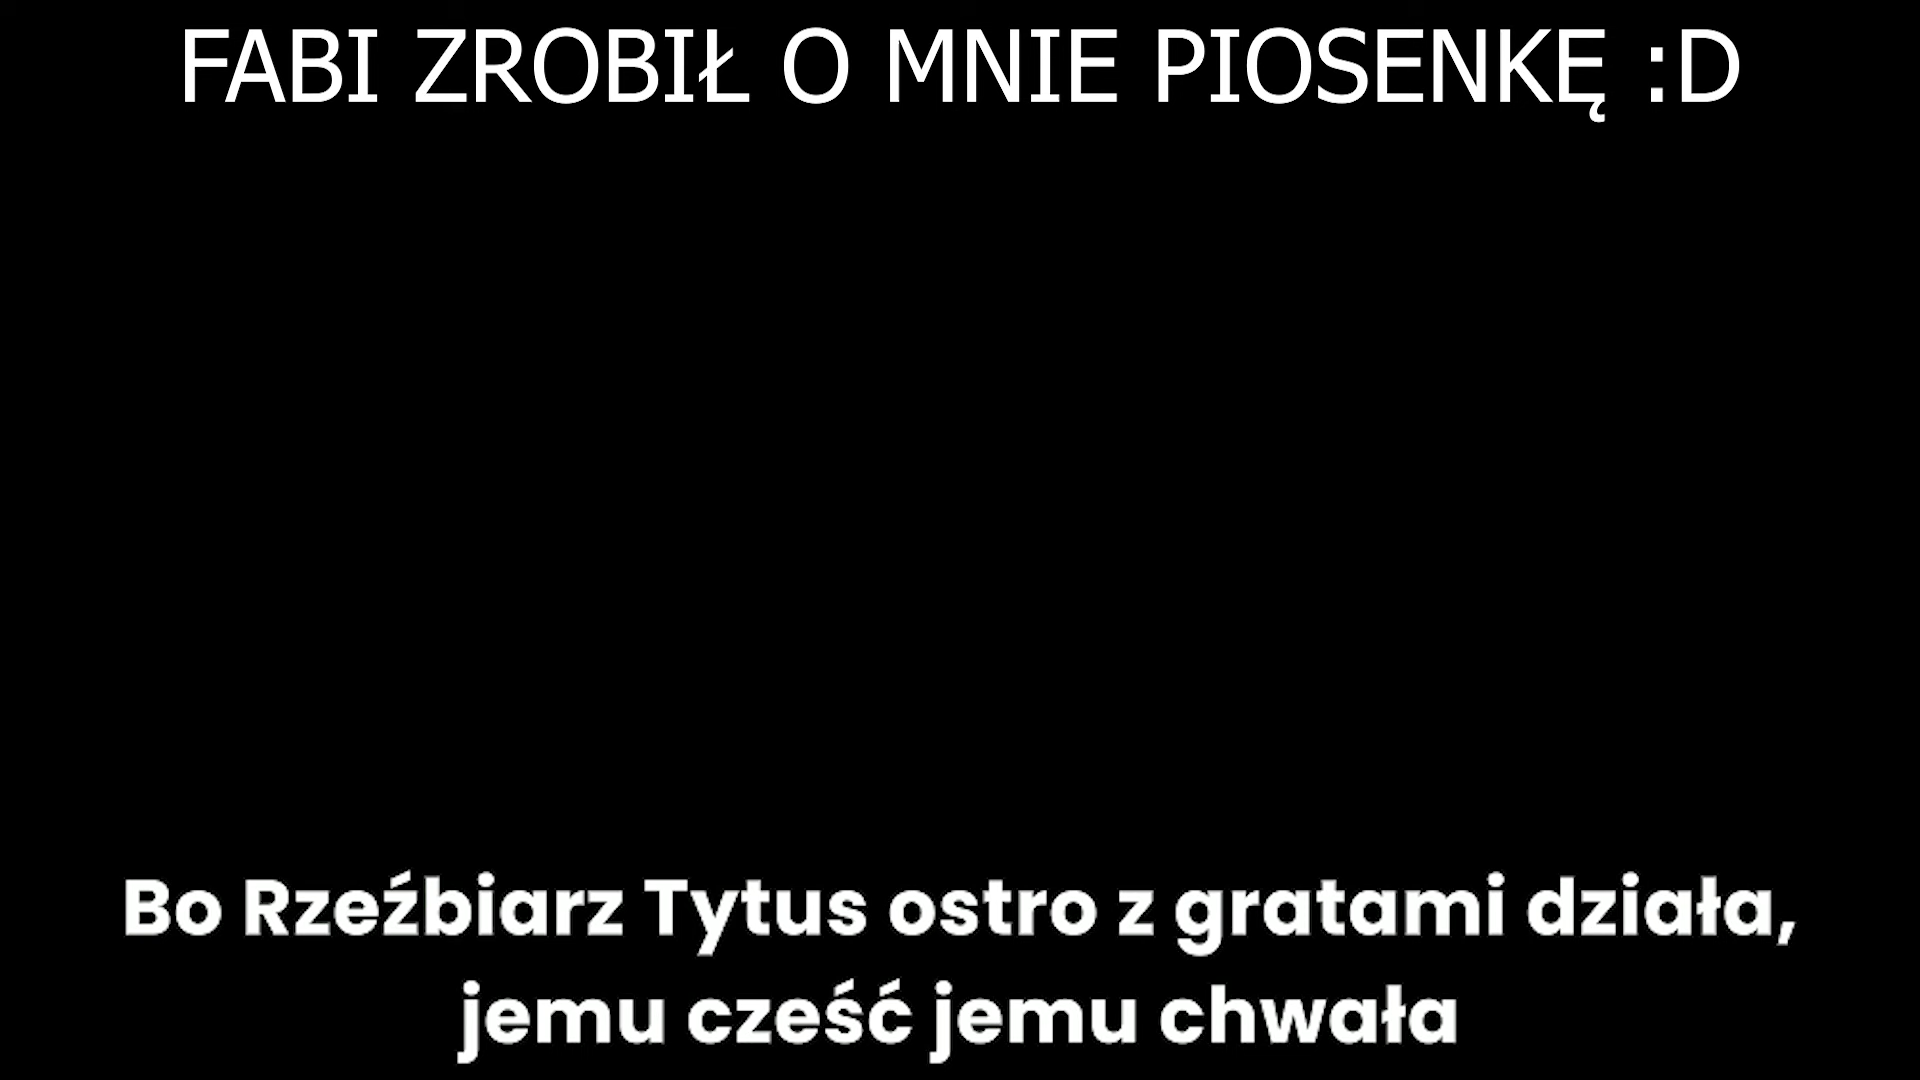 FABI ZROBIŁ O MNIE PIOSENKĘ :D
Bo Rzeźbiarz Tytus ostro z gratami działa,
jemu cześć jemu chwała